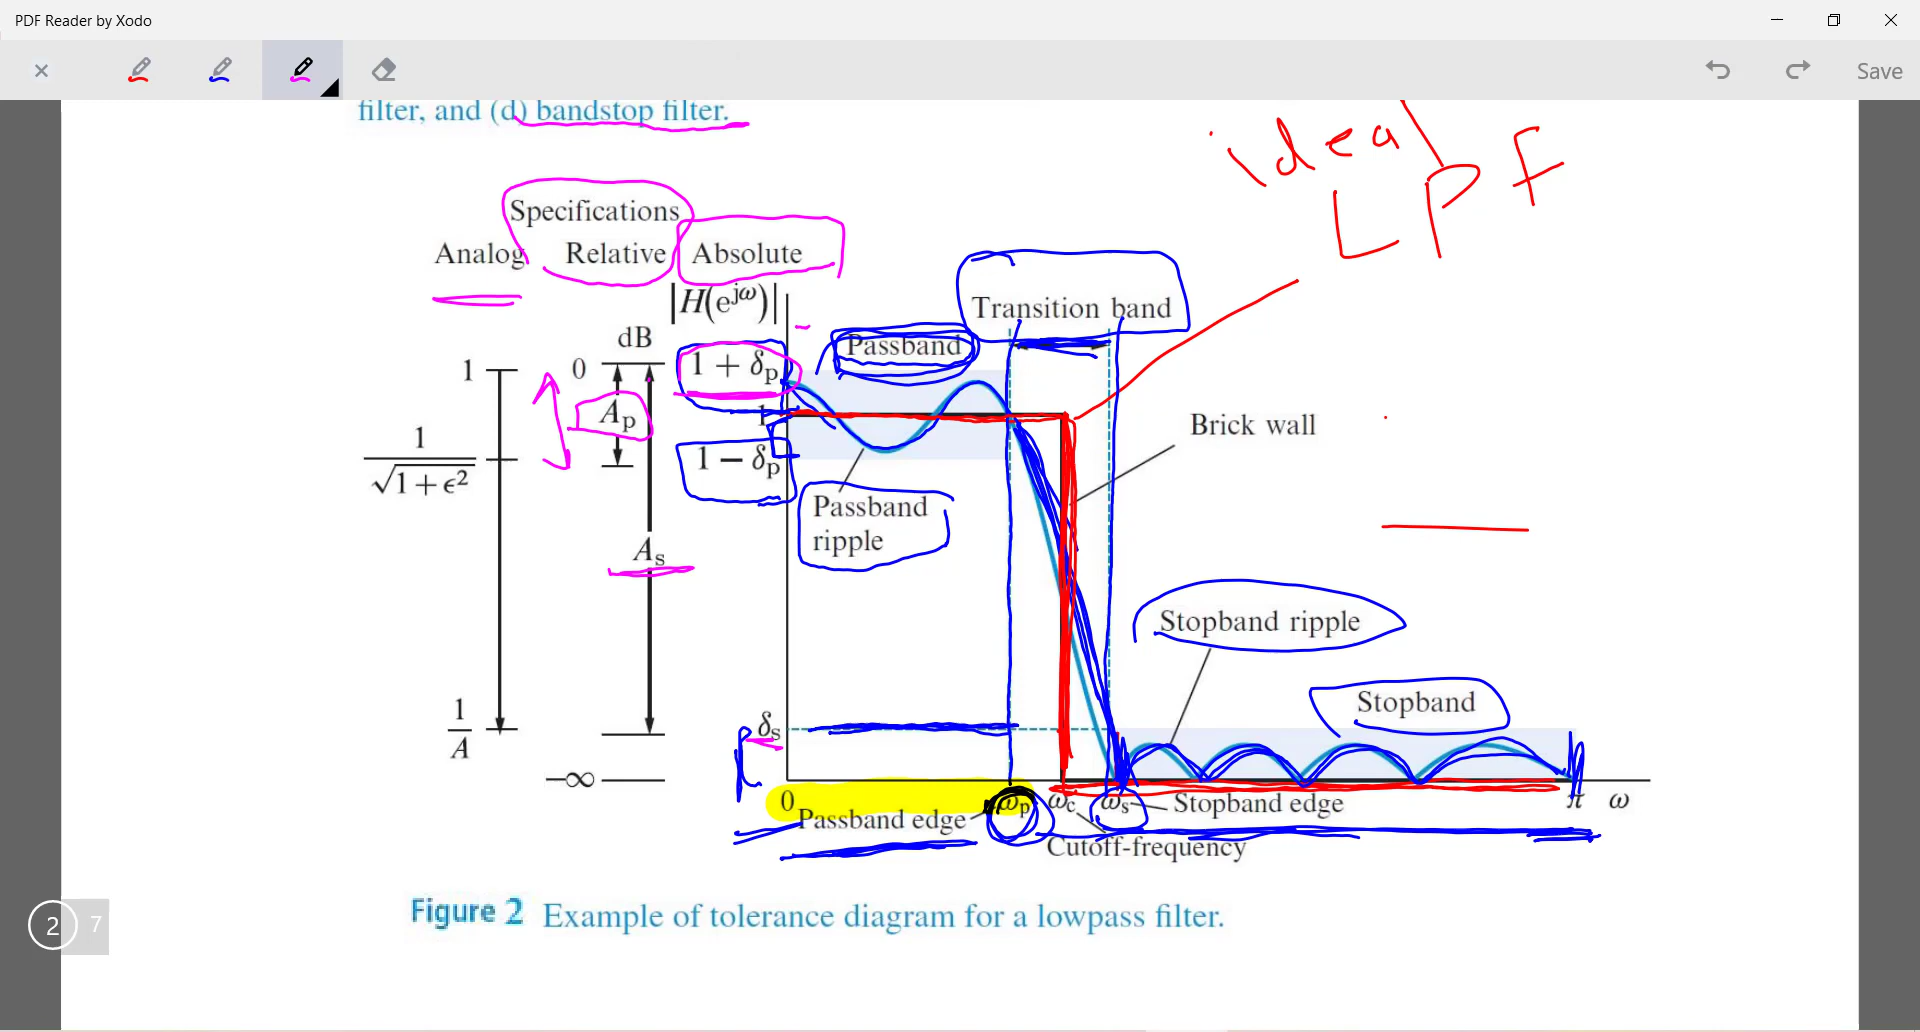 PDF Reader by Xodo
Save
filter, and (d) bandstop filter.
ideal
LPF
Specifications
Analog Relative Absolute
|H(e^jω)|
dB
Transition band
Passband
1
0
1 + δp
Ap
1
1/√1+ϵ²
1 − δp
Brick wall
Passband
ripple
As
Stopband ripple
Stopband
1/A
δs
−∞
0 ωp ωc ωs π ω
Passband edge
Stopband edge
Cutoff-frequency
Figure 2 Example of tolerance diagram for a lowpass filter.
2 7